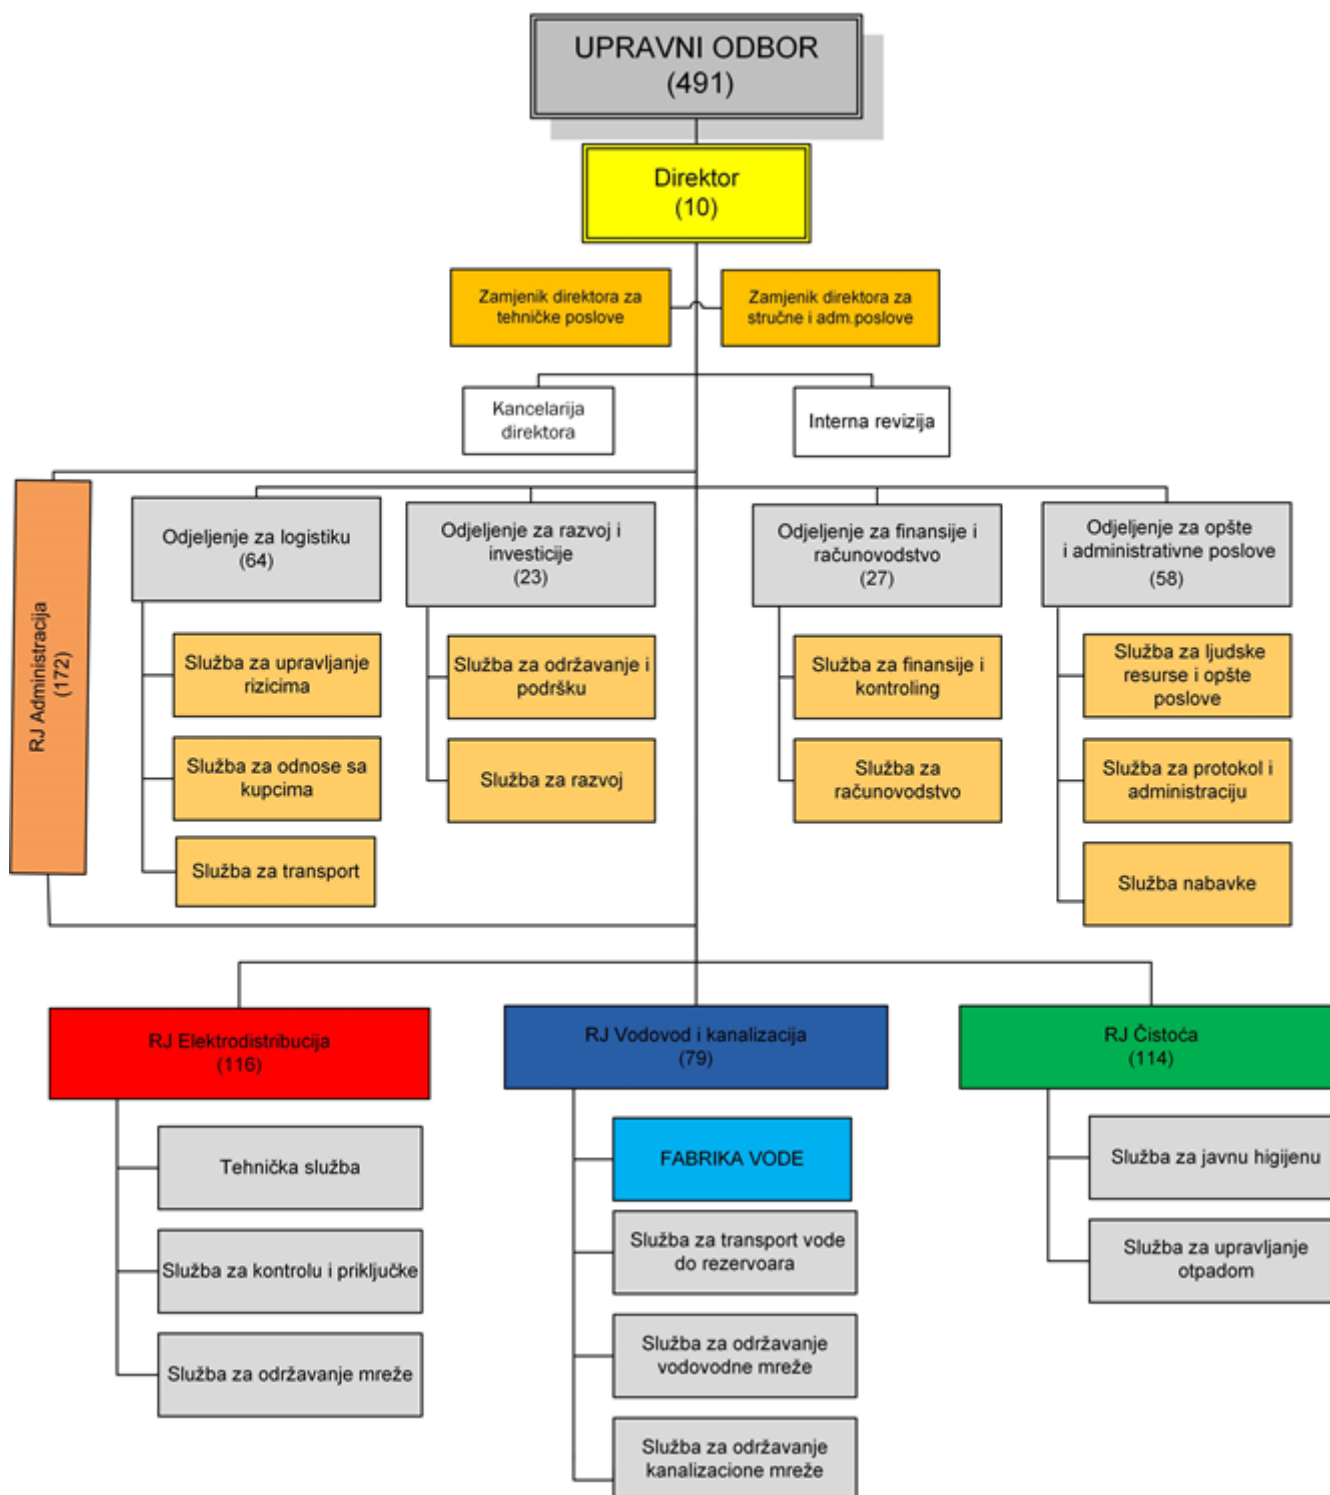 UPRAVNI ODBOR
(491)
Direktor
(10)
Zamjenik direktora za
tehničke poslove
Zamjenik direktora za
stručne i adm.poslove
Kancelarija
direktora
Interna revizija
RJ Administracija
(172)
Odjeljenje za logistiku
(64)
Odjeljenje za razvoj i
investicije
(23)
Odjeljenje za finansije i
računovodstvo
(27)
Odjeljenje za opšte
i administrativne poslove
(58)
Služba za upravljanje
rizicima
Služba za odnose sa
kupcima
Služba za transport
Služba za održavanje i
podršku
Služba za razvoj
Služba za finansije i
kontroling
Služba za
računovodstvo
Služba za ljudske
resurse i opšte
poslove
Služba za protokol i
administraciju
Služba nabavke
RJ Elektrodistribucija
(116)
Tehnička služba
Služba za kontrolu i priključke
Služba za održavanje mreže
RJ Vodovod i kanalizacija
(79)
FABRIKA VODE
Služba za transport vode
do rezervoara
Služba za održavanje
vodovodne mreže
Služba za održavanje
kanalizacione mreže
RJ Čistoća
(114)
Služba za javnu higijenu
Služba za upravljanje
otpadom